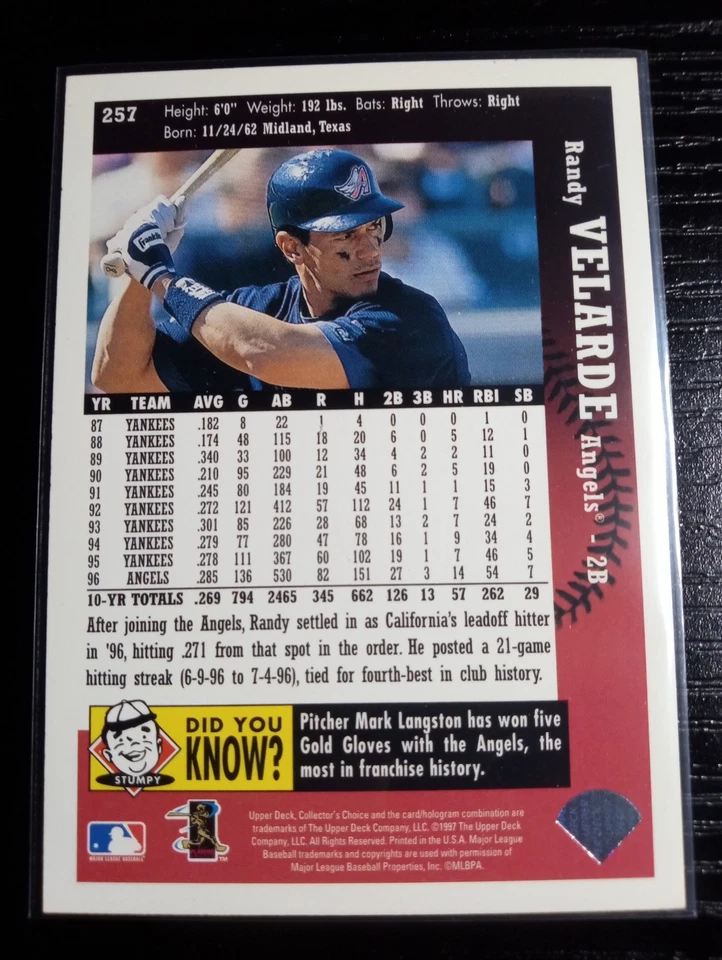 257 Height: 6'0" Weight: 192 lbs. Bats: Right Throws: Right
Born: 11/24/62 Midland, Texas
Randy VELARDE Angels® - 2B
Franklin
A
YR TEAM AVG G AB R H 2B 3B HR RBI SB
87 YANKEES .182 8 22 1 4 0 0 0 1 0
88 YANKEES .174 48 115 18 20 6 0 5 12 1
89 YANKEES .340 33 100 12 34 4 2 2 11 0
90 YANKEES .210 95 229 21 48 6 2 5 19 0
91 YANKEES .245 80 184 19 45 11 1 1 15 3
92 YANKEES .272 121 412 57 112 24 1 7 46 7
93 YANKEES .301 85 226 28 68 13 2 7 24 2
94 YANKEES .279 77 280 47 78 16 1 9 34 4
95 YANKEES .278 111 367 60 102 19 1 7 46 5
96 ANGELS .285 136 530 82 151 27 3 14 54 7
10-YR TOTALS .269 794 2465 345 662 126 13 57 262 29
After joining the Angels, Randy settled in as California's leadoff hitter
in '96, hitting .271 from that spot in the order. He posted a 21-game
hitting streak (6-9-96 to 7-4-96), tied for fourth-best in club history.
STUMPY
DID YOU
KNOW?
Pitcher Mark Langston has won five
Gold Gloves with the Angels, the
most in franchise history.
MAJOR LEAGUE BASEBALL
TM
Upper Deck, Collector's Choice and the card/hologram combination are
trademarks of The Upper Deck Company, LLC. ©1997 The Upper Deck
Company, LLC. All Rights Reserved. Printed in the U.S.A. Major League
Baseball trademarks and copyrights are used with permission of
Major League Baseball Properties, Inc. ©MLBPA.